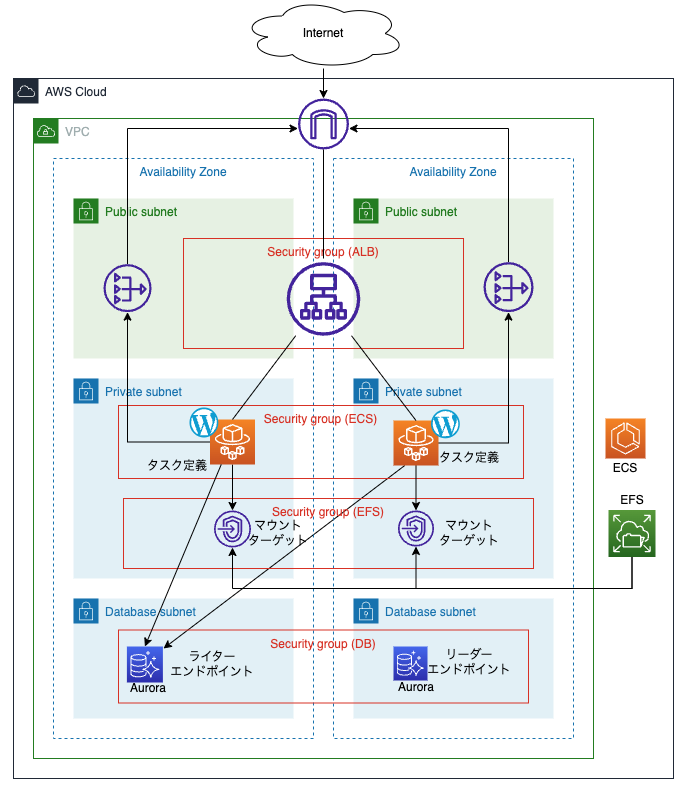 Internet
AWS Cloud
VPC
Availability Zone
Availability Zone
Public subnet
Public subnet
Security group (ALB)
Private subnet
Private subnet
Security group (ECS)
W
W
タスク定義
タスク定義
ECS
EFS
Security group (EFS)
マウント
ターゲット
マウント
ターゲット
Database subnet
Database subnet
Security group (DB)
ライター
エンドポイント
Aurora
リーダー
エンドポイント
Aurora